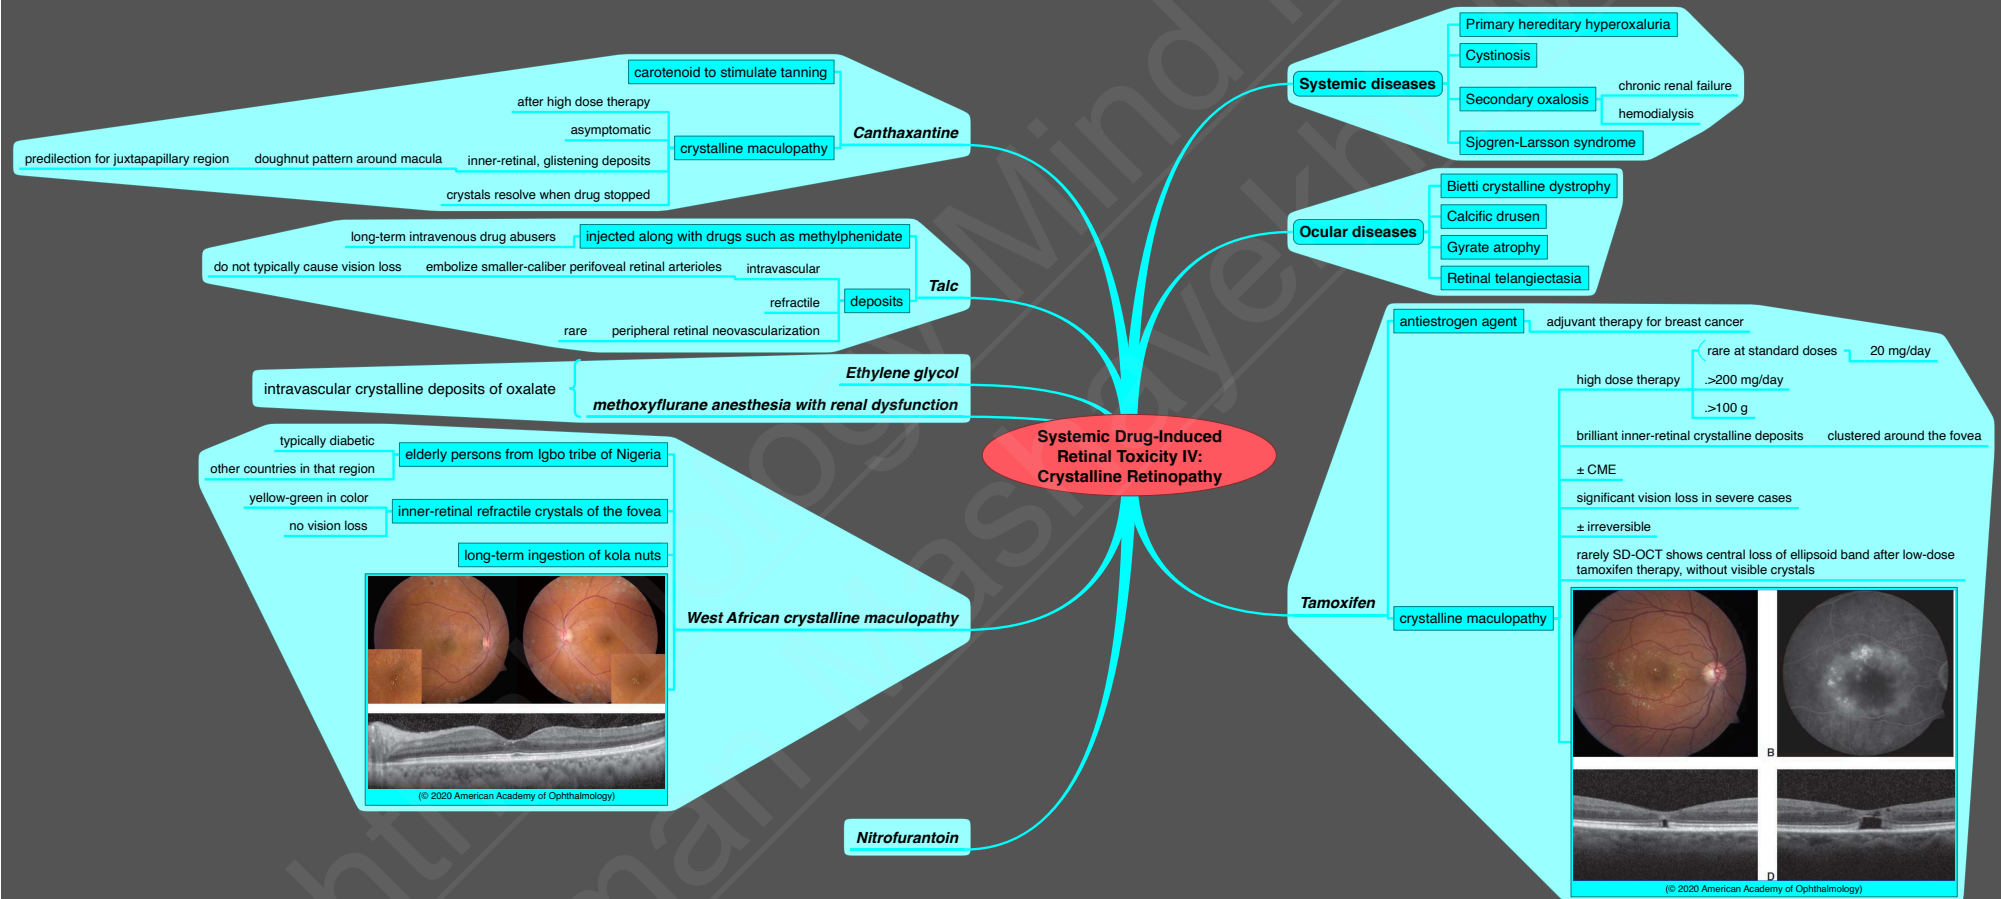 Systemic Drug-Induced
Retinal Toxicity IV:
Crystalline Retinopathy
Systemic diseases
Primary hereditary hyperoxaluria
Cystinosis
Secondary oxalosis
chronic renal failure
hemodialysis
Sjogren-Larsson syndrome
Ocular diseases
Bietti crystalline dystrophy
Calcific drusen
Gyrate atrophy
Retinal telangiectasia
Tamoxifen
antiestrogen agent
adjuvant therapy for breast cancer
crystalline maculopathy
high dose therapy
rare at standard doses
20 mg/day
.>200 mg/day
.>100 g
brilliant inner-retinal crystalline deposits
clustered around the fovea
± CME
significant vision loss in severe cases
± irreversible
rarely SD-OCT shows central loss of ellipsoid band after low-dose
tamoxifen therapy, without visible crystals
B
D
(© 2020 American Academy of Ophthalmology)
Canthaxantine
carotenoid to stimulate tanning
crystalline maculopathy
after high dose therapy
asymptomatic
inner-retinal, glistening deposits
doughnut pattern around macula
predilection for juxtapapillary region
crystals resolve when drug stopped
Talc
injected along with drugs such as methylphenidate
long-term intravenous drug abusers
deposits
intravascular
embolize smaller-caliber perifoveal retinal arterioles
do not typically cause vision loss
refractile
peripheral retinal neovascularization
rare
Ethylene glycol
methoxyflurane anesthesia with renal dysfunction
intravascular crystalline deposits of oxalate
West African crystalline maculopathy
elderly persons from Igbo tribe of Nigeria
typically diabetic
other countries in that region
inner-retinal refractile crystals of the fovea
yellow-green in color
no vision loss
long-term ingestion of kola nuts
(© 2020 American Academy of Ophthalmology)
Nitrofurantoin